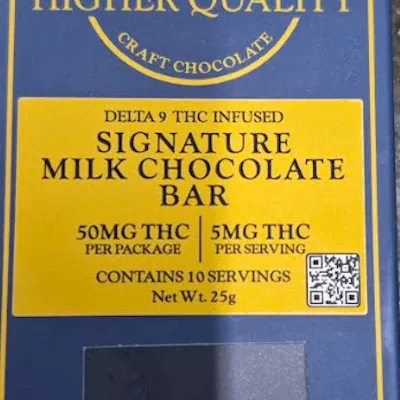 HIGHER QUALITY
CRAFT CHOCOLATE
DELTA 9 THC INFUSED
SIGNATURE
MILK CHOCOLATE
BAR
50MG THC
PER PACKAGE
5MG THC
PER SERVING
CONTAINS 10 SERVINGS
Net Wt. 25g